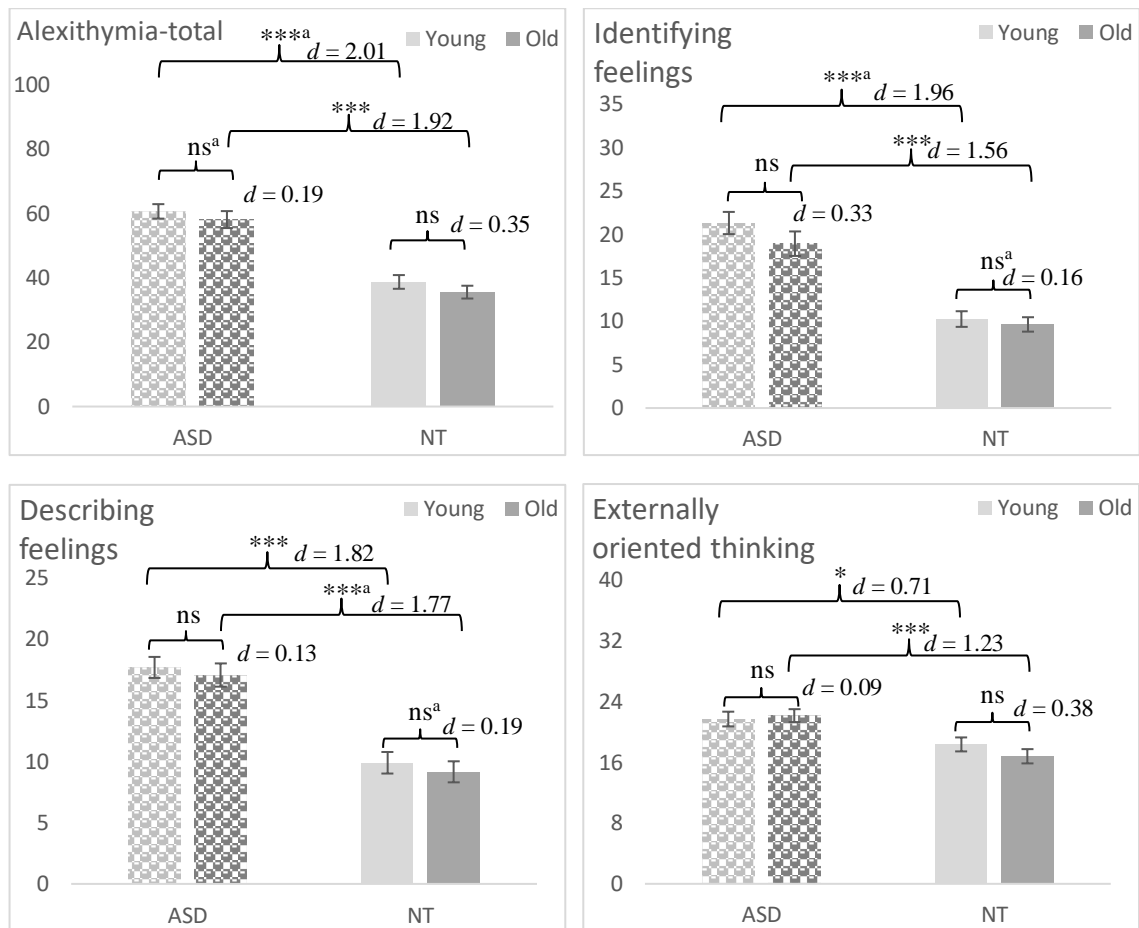 Alexithymia-total
Young Old
***a
d = 2.01
***
d = 1.92
nsa
d = 0.19
ns
d = 0.35
100
80
60
40
20
0
ASD NT
Identifying
feelings
Young Old
***a
d = 1.96
***
d = 1.56
ns
d = 0.33
nsa
d = 0.16
35
30
25
20
15
10
5
0
ASD NT
Describing
feelings
Young Old
***
d = 1.82
***a
d = 1.77
ns
d = 0.13
nsa
d = 0.19
25
20
15
10
5
0
ASD NT
Externally
oriented thinking
Young Old
*
d = 0.71
***
d = 1.23
ns
d = 0.09
ns
d = 0.38
40
32
24
16
8
0
ASD NT